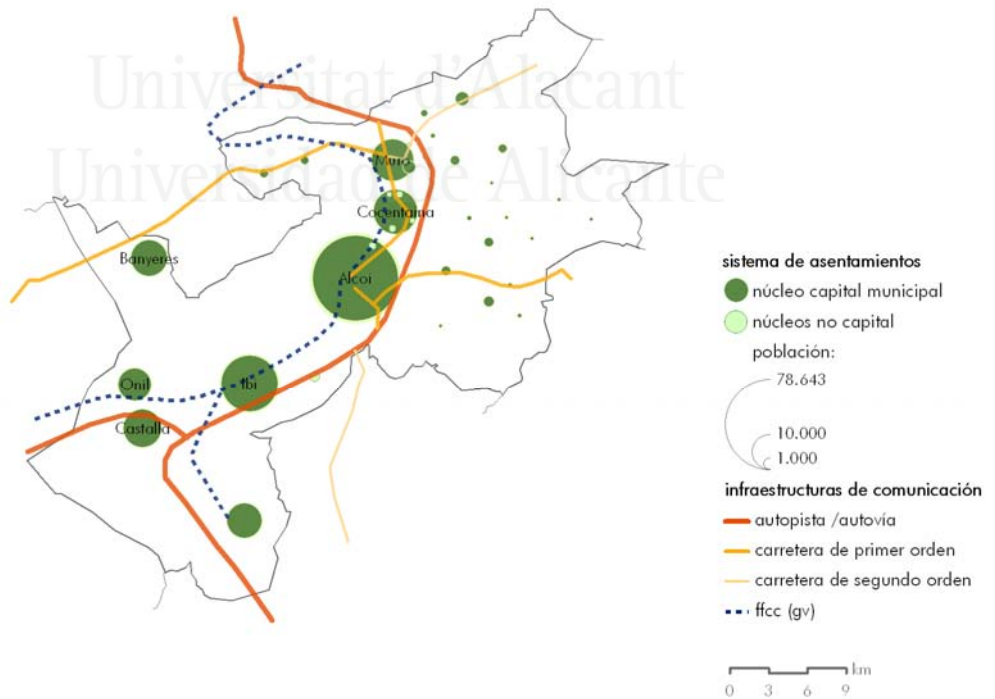 Universitat d'Alacant
Universidad de Alicante
Muro
Cocentaina
Banyeres
Alcoi
Onil
Ibi
Castalla
sistema de asentamientos
núcleo capital municipal
núcleos no capital
población:
78.643
10.000
1.000
infraestructuras de comunicación
autopista /autovía
carretera de primer orden
carretera de segundo orden
ffcc (gv)
km
0 3 6 9